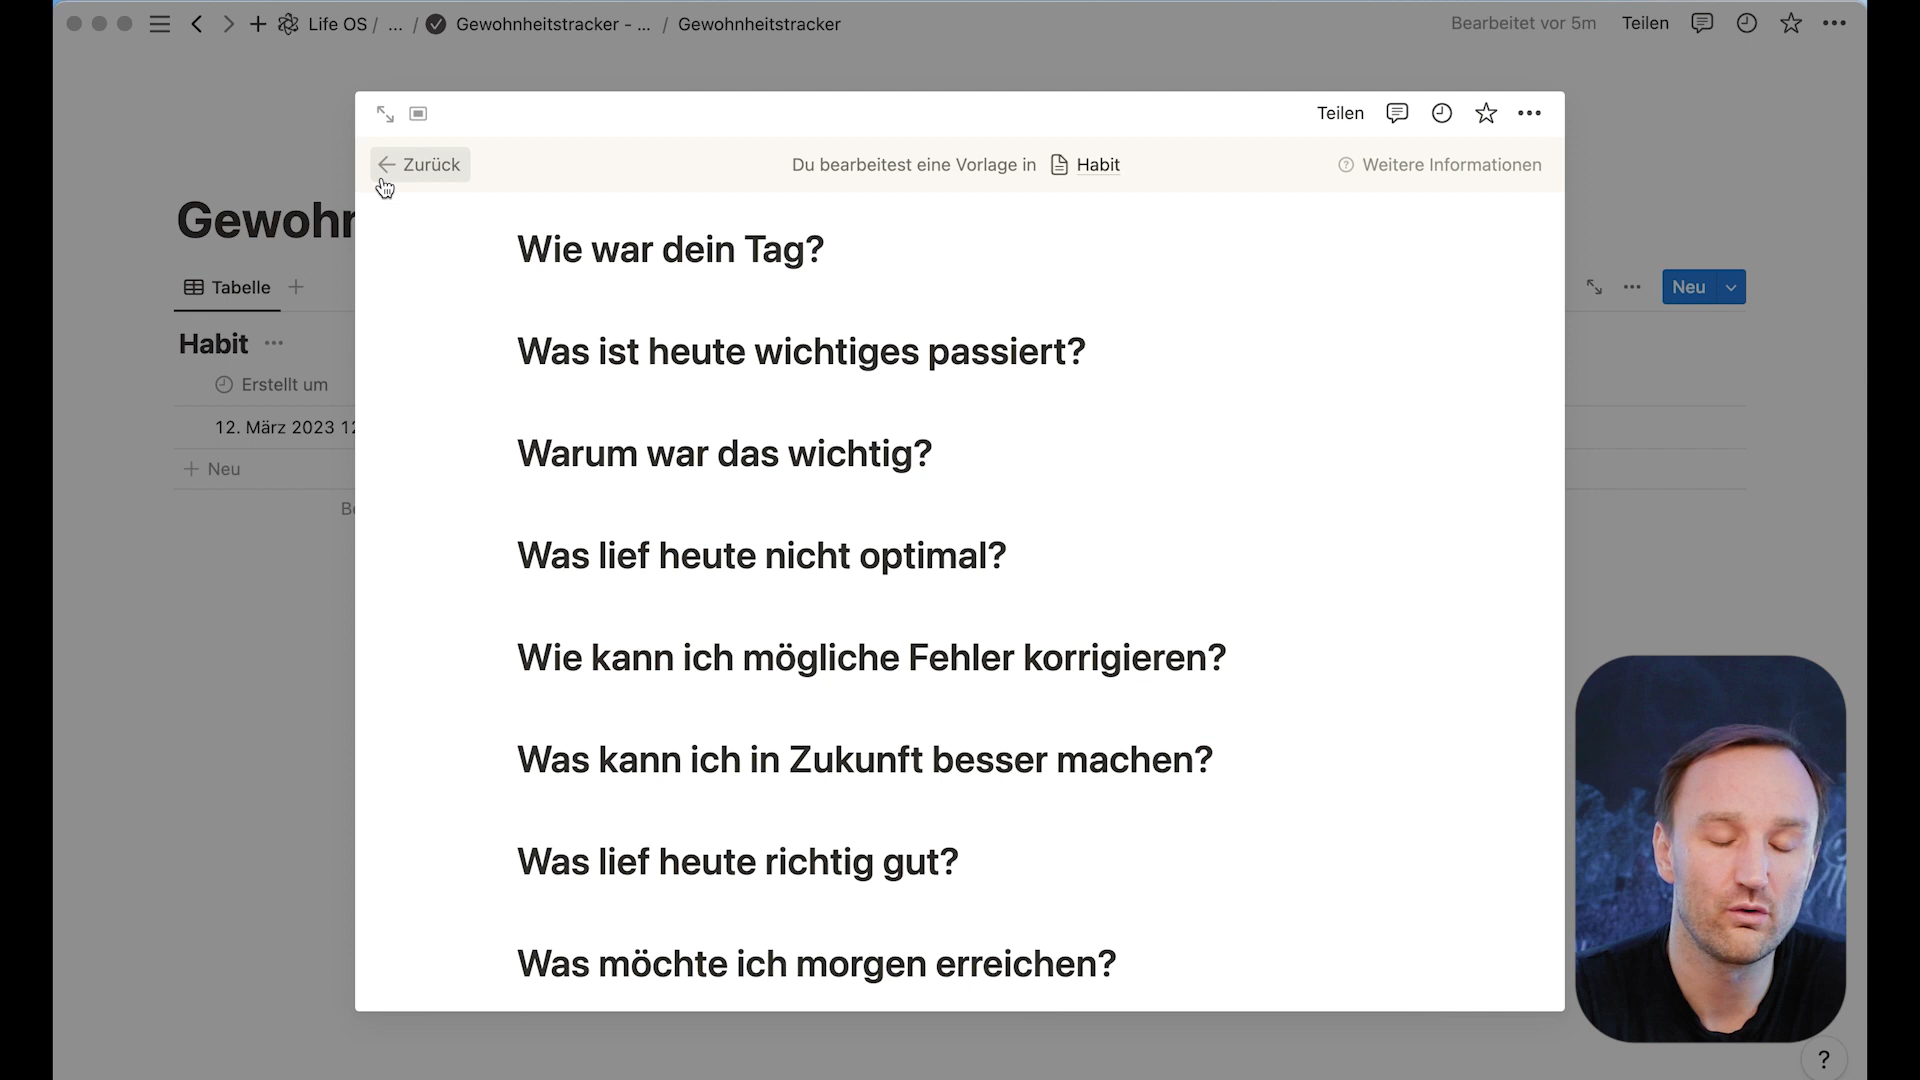 Life OS / ... / Gewohnheitstracker - ... / Gewohnheitstracker
Bearbeitet vor 5m Teilen
Teilen
Zurück
Du bearbeitest eine Vorlage in Habit
Weitere Informationen
Gewohn
Tabelle
Neu
Habit
Erstellt um
12. März 2023 12
Neu
Be
Wie war dein Tag?
Was ist heute wichtiges passiert?
Warum war das wichtig?
Was lief heute nicht optimal?
Wie kann ich mögliche Fehler korrigieren?
Was kann ich in Zukunft besser machen?
Was lief heute richtig gut?
Was möchte ich morgen erreichen?
?